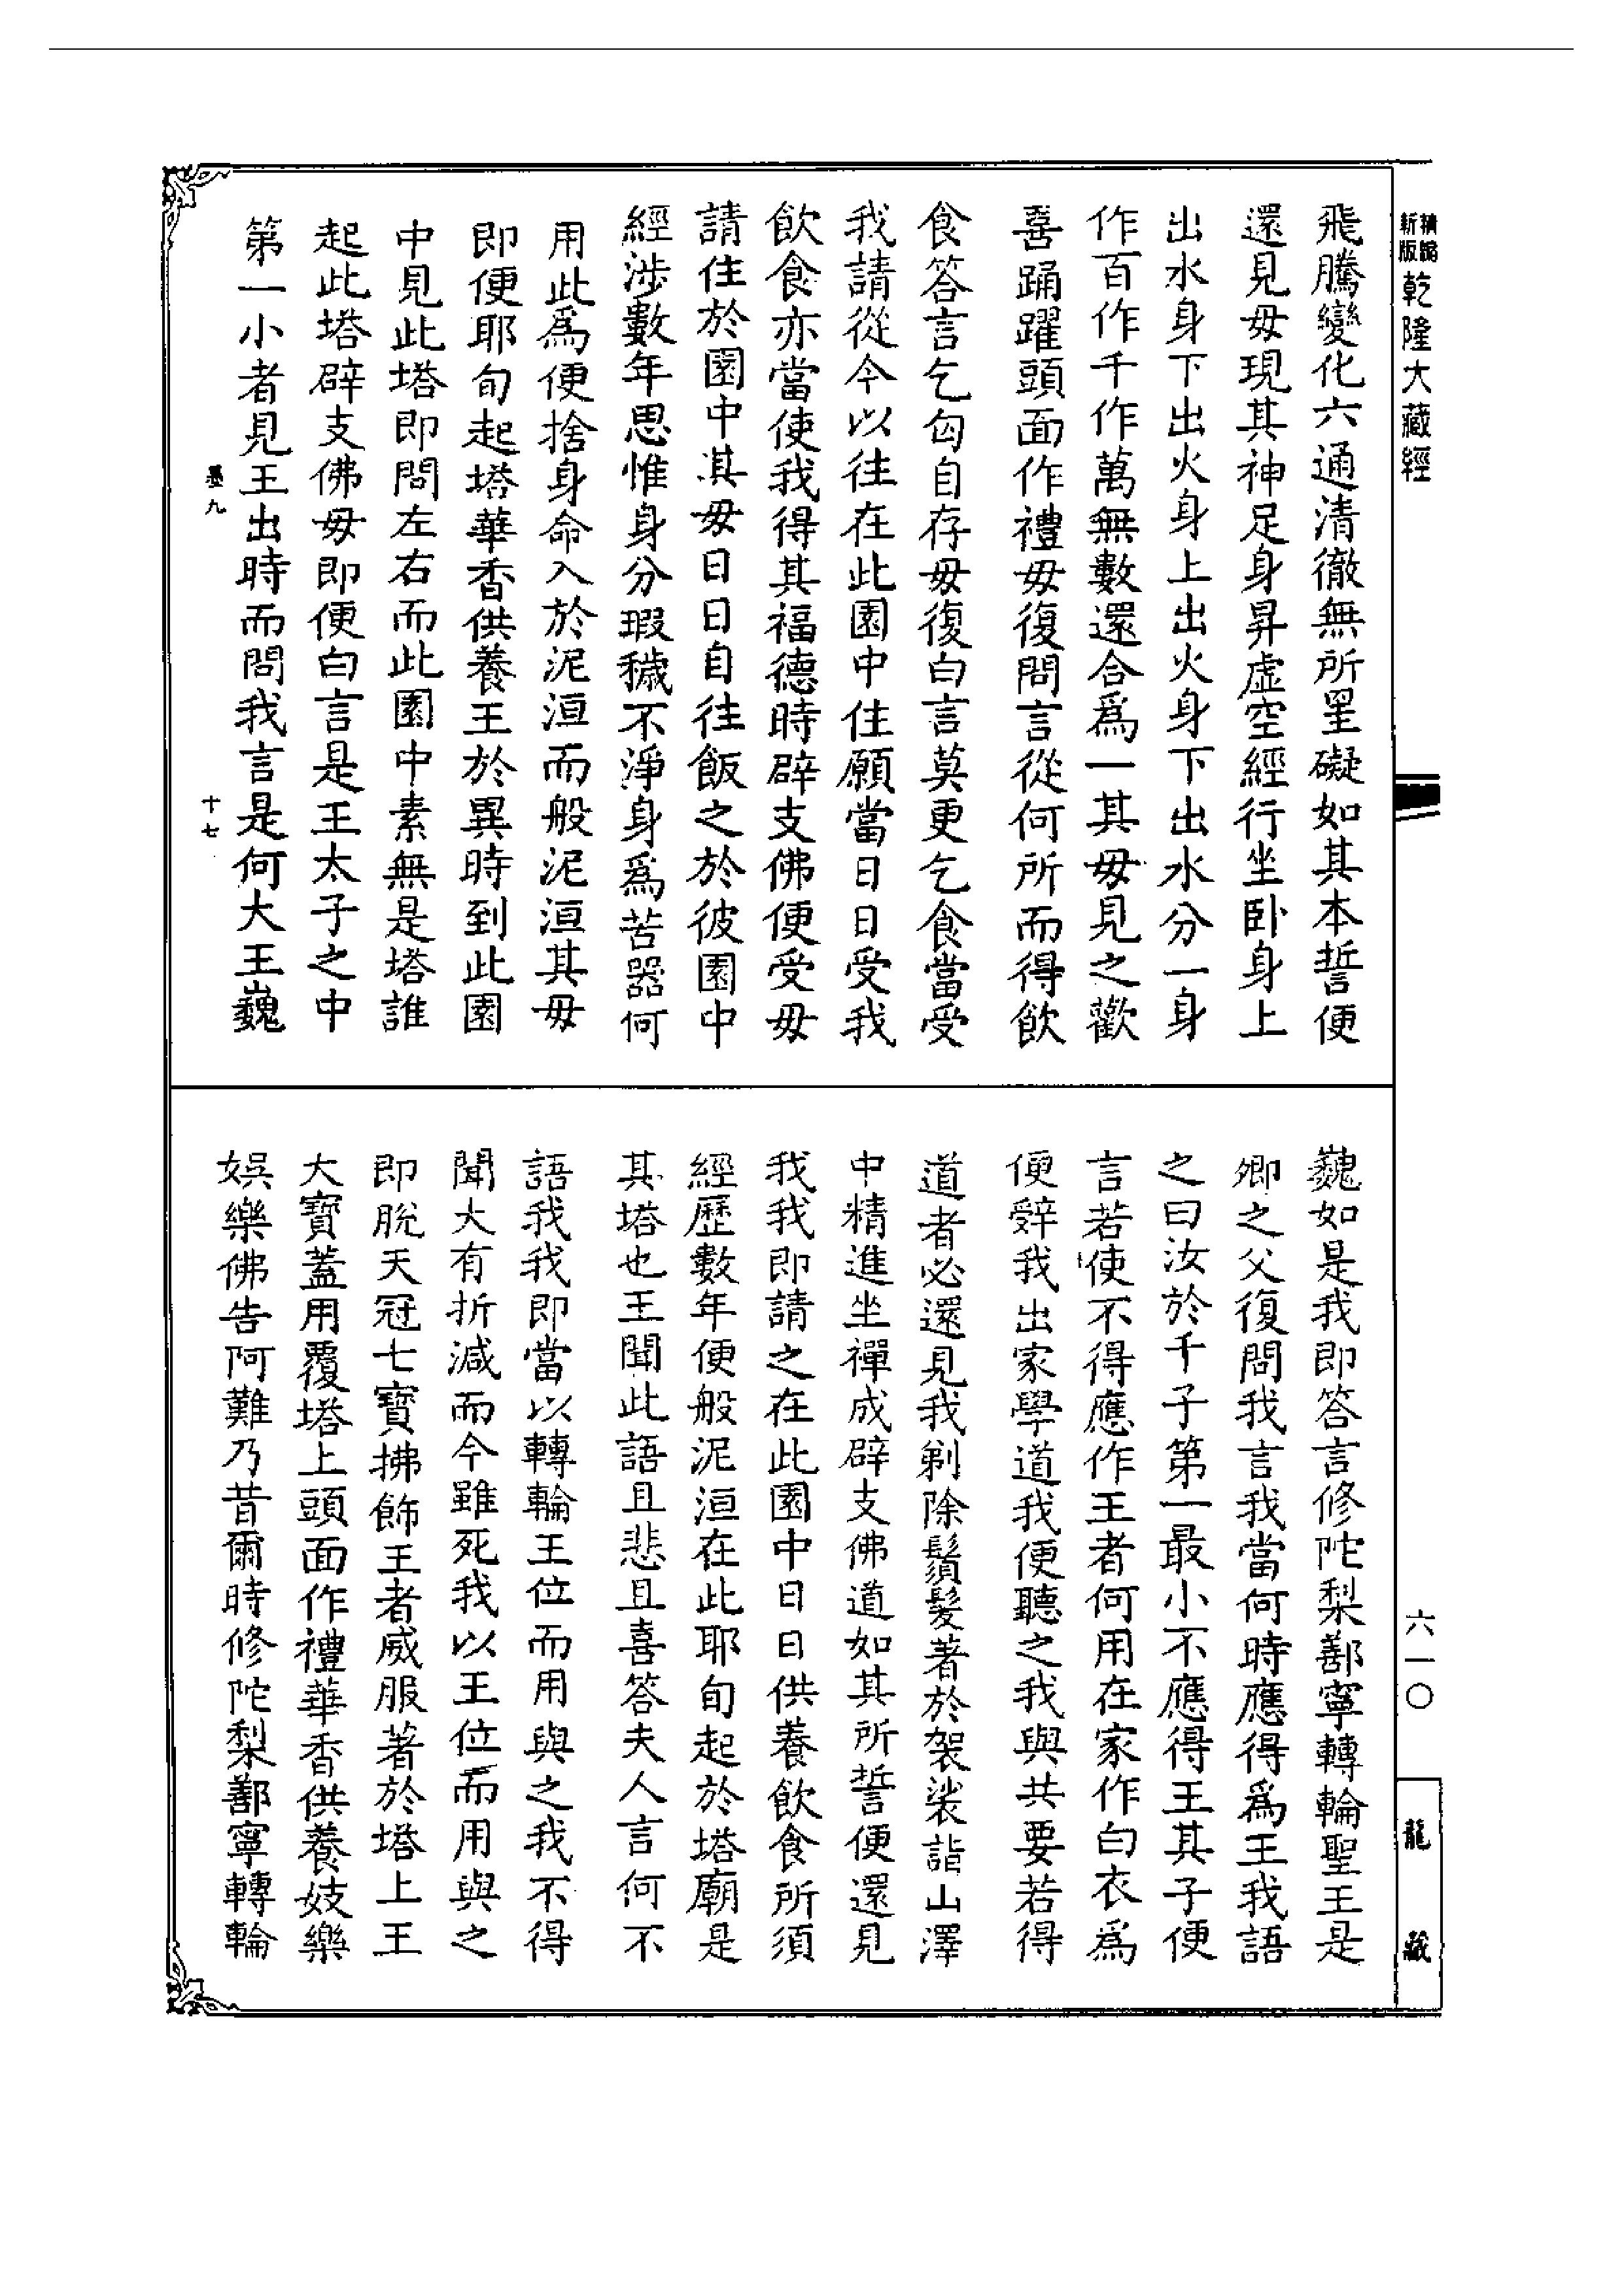 精編
新版
乾隆大藏經
飛騰變化六通清徹無所罣礙如其本誓便
還見毋現其神足身昇虛空經行坐卧身上
出水身下出火身上出火身下出水分一身
作百作千作萬無數還合爲一其毋見之歡
喜踊躍頭面作禮毋復問言從何所而得飲
食答言乞匃自存毋復白言莫更乞食當受
我請從今以往在此園中住願當日日受我
飲食亦當使我得其福德時辟支佛便受毋
請住於園中其毋日日自往飯之於彼園中
經涉數年思惟身分瑕穢不淨身爲苦器何
用此爲便捨身命入於泥洹而般泥洹其毋
即便耶旬起塔華香供養王於異時到此園
中見此塔即問左右而此園中素無是塔誰
起此塔辟支佛毋即便白言是王太子之中
第一小者見王出時而問我言是何大王巍
墨九
十七
巍如是我即答言修陀梨鄯寧轉輪聖王是
卿之父復問我言我當何時應得爲王我語
之曰汝於千子第一最小不應得王其子便
言若使不得應作王者何用在家作白衣爲
便辤我出家學道我便聽之我與共要若得
道者必還見我剃除鬚髮著於袈裟詣山澤
中精進坐禪成辟支佛道如其所誓便還見
我我即請之在此園中日日供養飲食所須
經歷數年便般泥洹在此耶旬起於塔廟是
其塔也王聞此語且悲且喜答夫人言何不
語我我即當以轉輪王位而用與之我不得
聞大有折減而今雖死我以王位而用與之
即脫天冠七寶拂飾王者威服著於塔上王
大寶蓋用覆塔上頭面作禮華香供養妓樂
娛樂佛告阿難乃昔爾時修陀梨鄯寧轉輪
六一〇
龍藏